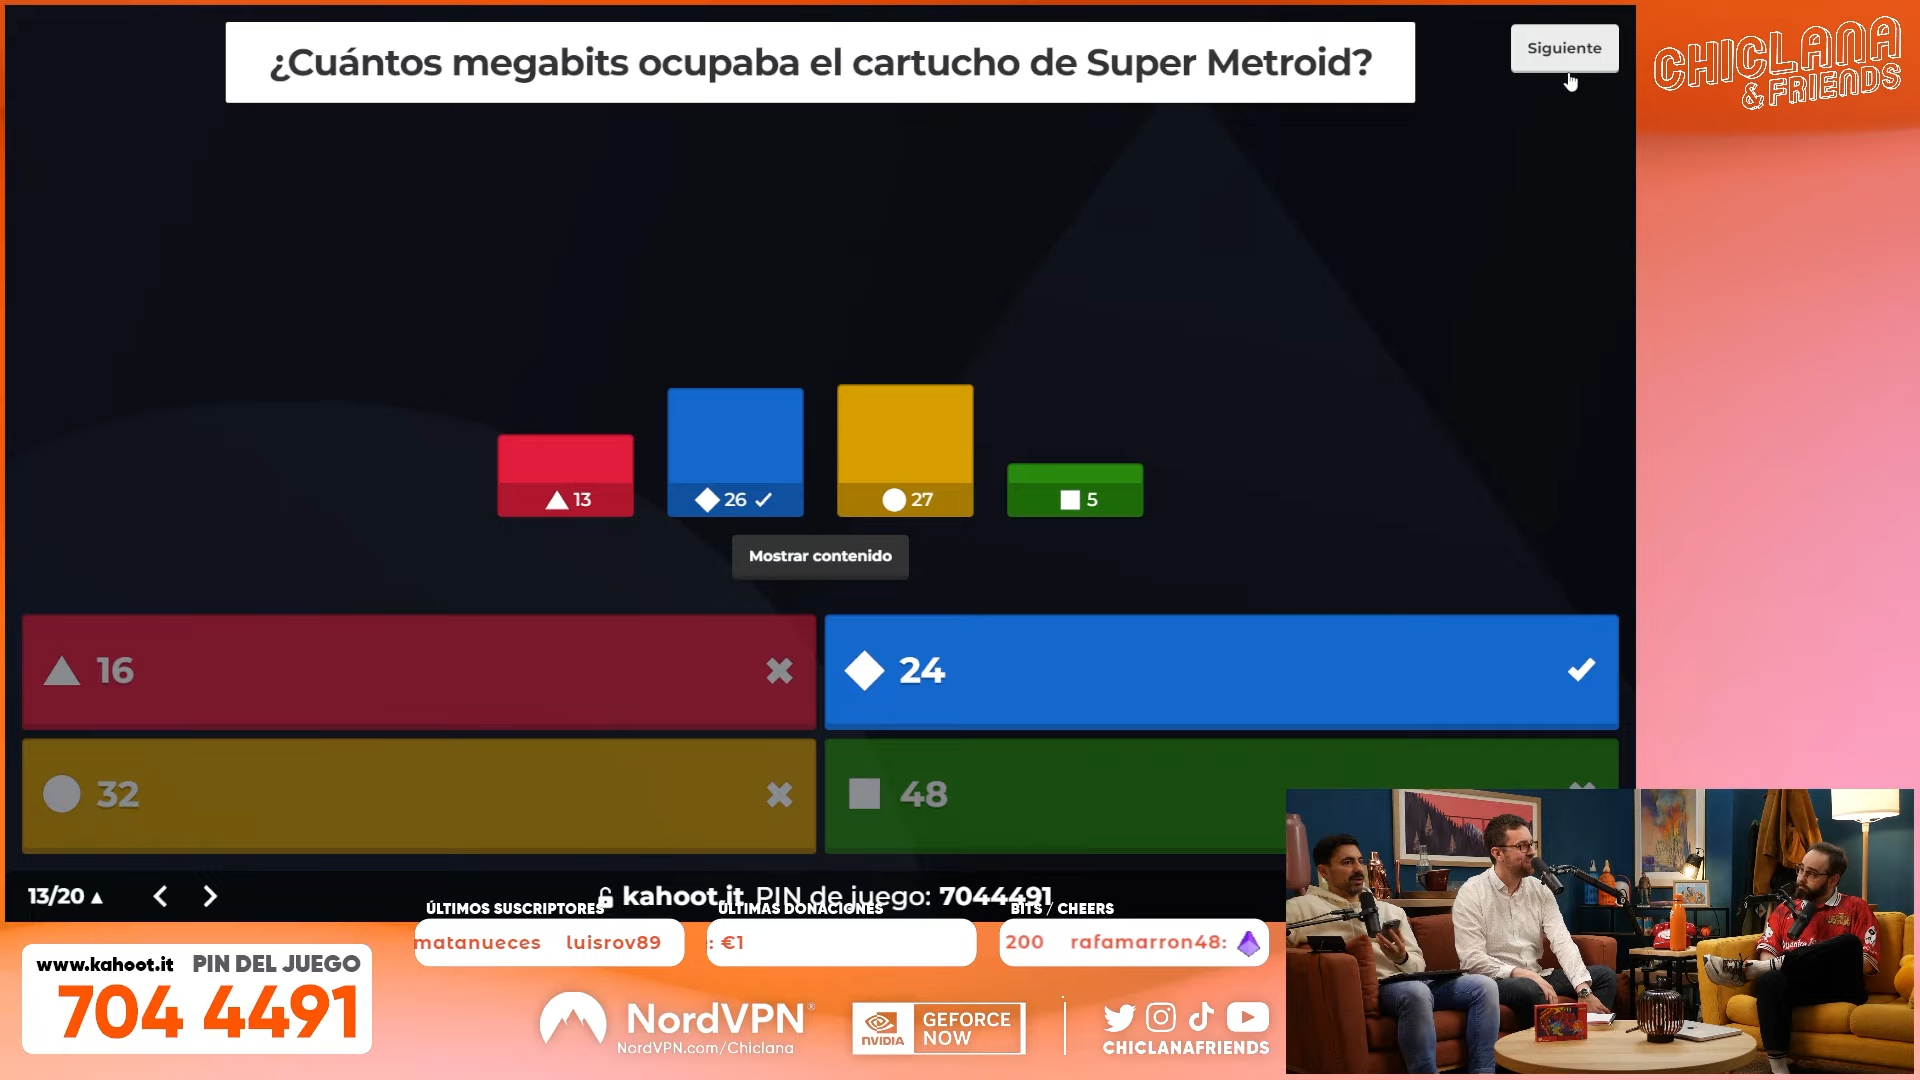 ¿Cuántos megabits ocupaba el cartucho de Super Metroid?
Siguiente
CHICLANA
& FRIENDS
13
26
27
5
Mostrar contenido
16
24
32
48
13/20
kahoot.it PIN de juego: 7044491
ÚLTIMOS SUSCRIPTORES
ÚLTIMAS DONACIONES
BITS / CHEERS
matanueces luisrov89
: €1
200 rafamarron48:
www.kahoot.it PIN DEL JUEGO
704 4491
NordVPN®
NordVPN.com/Chiclana
NVIDIA
GEFORCE
NOW
CHICLANAFRIENDS